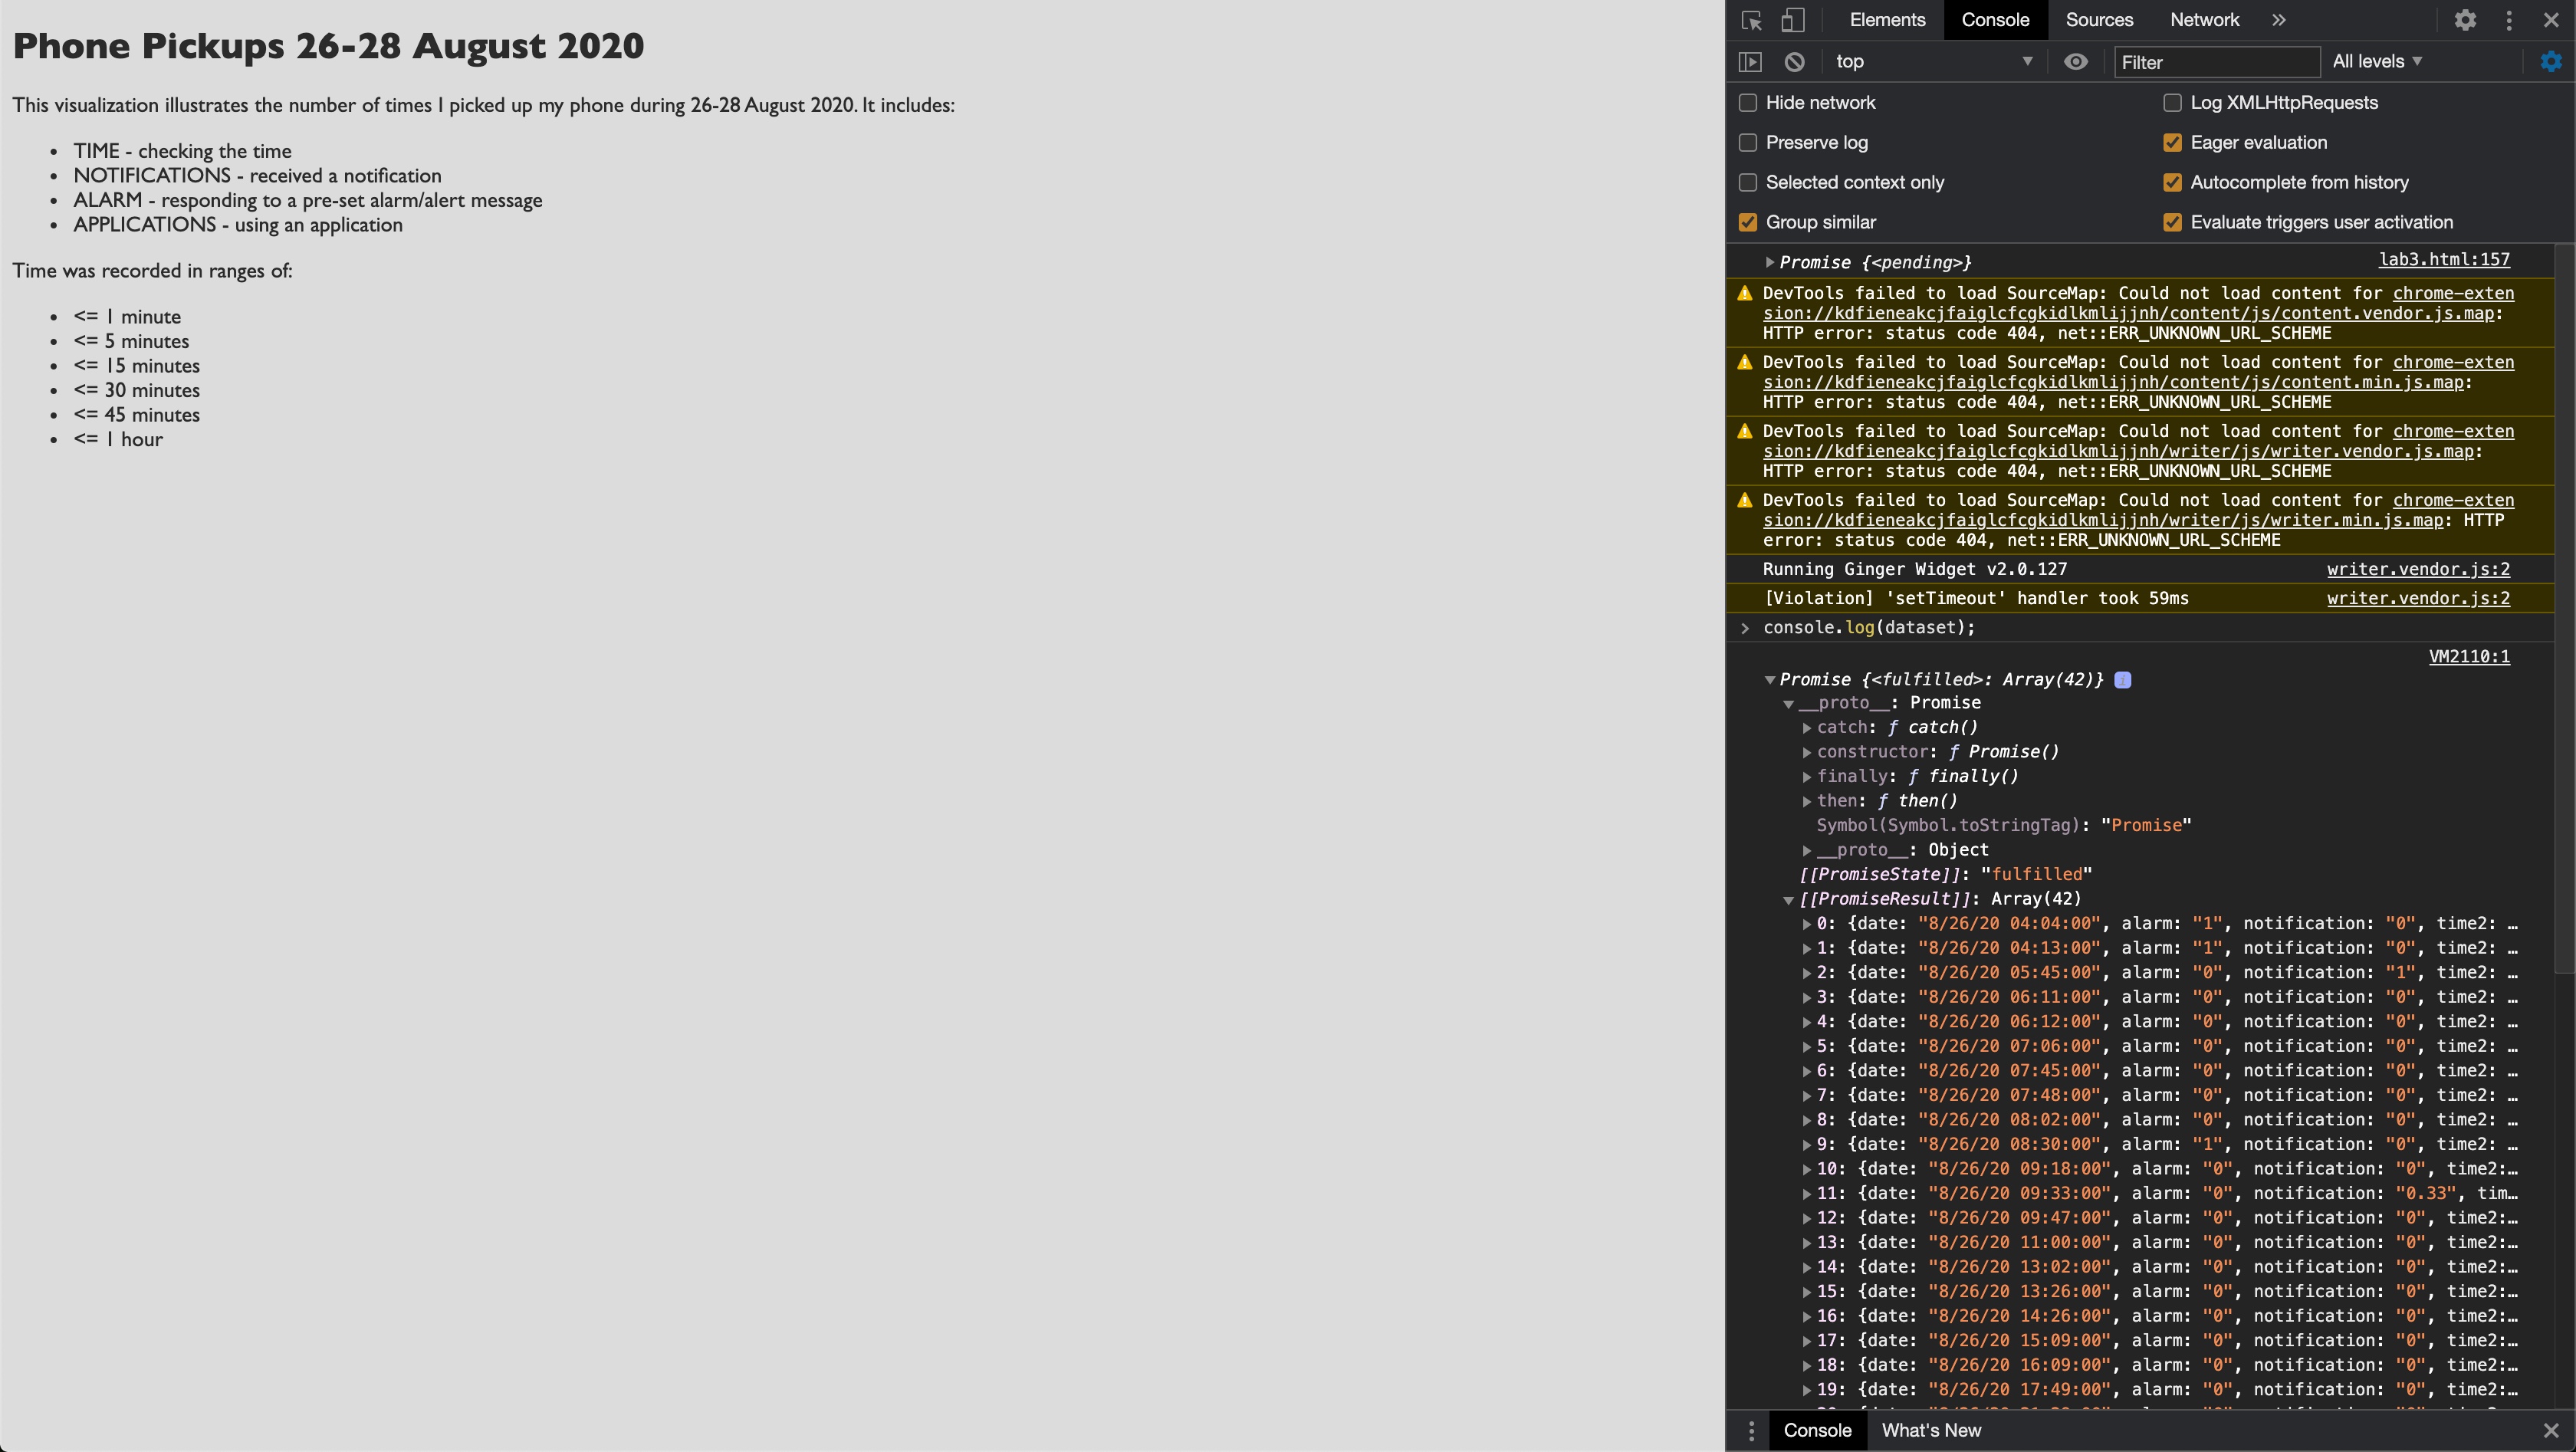 Phone Pickups 26-28 August 2020
This visualization illustrates the number of times I picked up my phone during 26-28 August 2020. It includes:
• TIME - checking the time
• NOTIFICATIONS - received a notification
• ALARM - responding to a pre-set alarm/alert message
• APPLICATIONS - using an application
Time was recorded in ranges of:
• <= 1 minute
• <= 5 minutes
• <= 15 minutes
• <= 30 minutes
• <= 45 minutes
• <= 1 hour
Elements Console Sources Network »
top Filter All levels
Hide network Log XMLHttpRequests
Preserve log Eager evaluation
Selected context only Autocomplete from history
Group similar Evaluate triggers user activation
Promise {<pending>} lab3.html:157
DevTools failed to load SourceMap: Could not load content for chrome-exten
sion://kdfieneakcjfaiglcfcgkidlkmlijjnh/content/js/content.vendor.js.map:
HTTP error: status code 404, net::ERR_UNKNOWN_URL_SCHEME
DevTools failed to load SourceMap: Could not load content for chrome-exten
sion://kdfieneakcjfaiglcfcgkidlkmlijjnh/content/js/content.min.js.map:
HTTP error: status code 404, net::ERR_UNKNOWN_URL_SCHEME
DevTools failed to load SourceMap: Could not load content for chrome-exten
sion://kdfieneakcjfaiglcfcgkidlkmlijjnh/writer/js/writer.vendor.js.map:
HTTP error: status code 404, net::ERR_UNKNOWN_URL_SCHEME
DevTools failed to load SourceMap: Could not load content for chrome-exten
sion://kdfieneakcjfaiglcfcgkidlkmlijjnh/writer/js/writer.min.js.map: HTTP
error: status code 404, net::ERR_UNKNOWN_URL_SCHEME
Running Ginger Widget v2.0.127 writer.vendor.js:2
[Violation] 'setTimeout' handler took 59ms writer.vendor.js:2
> console.log(dataset);
VM2110:1
Promise {<fulfilled>: Array(42)} i
__proto__: Promise
catch: ƒ catch()
constructor: ƒ Promise()
finally: ƒ finally()
then: ƒ then()
Symbol(Symbol.toStringTag): "Promise"
__proto__: Object
[[PromiseState]]: "fulfilled"
[[PromiseResult]]: Array(42)
0: {date: "8/26/20 04:04:00", alarm: "1", notification: "0", time2: …
1: {date: "8/26/20 04:13:00", alarm: "1", notification: "0", time2: …
2: {date: "8/26/20 05:45:00", alarm: "0", notification: "1", time2: …
3: {date: "8/26/20 06:11:00", alarm: "0", notification: "0", time2: …
4: {date: "8/26/20 06:12:00", alarm: "0", notification: "0", time2: …
5: {date: "8/26/20 07:06:00", alarm: "0", notification: "0", time2: …
6: {date: "8/26/20 07:45:00", alarm: "0", notification: "0", time2: …
7: {date: "8/26/20 07:48:00", alarm: "0", notification: "0", time2: …
8: {date: "8/26/20 08:02:00", alarm: "0", notification: "0", time2: …
9: {date: "8/26/20 08:30:00", alarm: "1", notification: "0", time2: …
10: {date: "8/26/20 09:18:00", alarm: "0", notification: "0", time2:…
11: {date: "8/26/20 09:33:00", alarm: "0", notification: "0.33", tim…
12: {date: "8/26/20 09:47:00", alarm: "0", notification: "0", time2:…
13: {date: "8/26/20 11:00:00", alarm: "0", notification: "0", time2:…
14: {date: "8/26/20 13:02:00", alarm: "0", notification: "0", time2:…
15: {date: "8/26/20 13:26:00", alarm: "0", notification: "0", time2:…
16: {date: "8/26/20 14:26:00", alarm: "0", notification: "0", time2:…
17: {date: "8/26/20 15:09:00", alarm: "0", notification: "0", time2:…
18: {date: "8/26/20 16:09:00", alarm: "0", notification: "0", time2:…
19: {date: "8/26/20 17:49:00", alarm: "0", notification: "0", time2:…
Console What's New